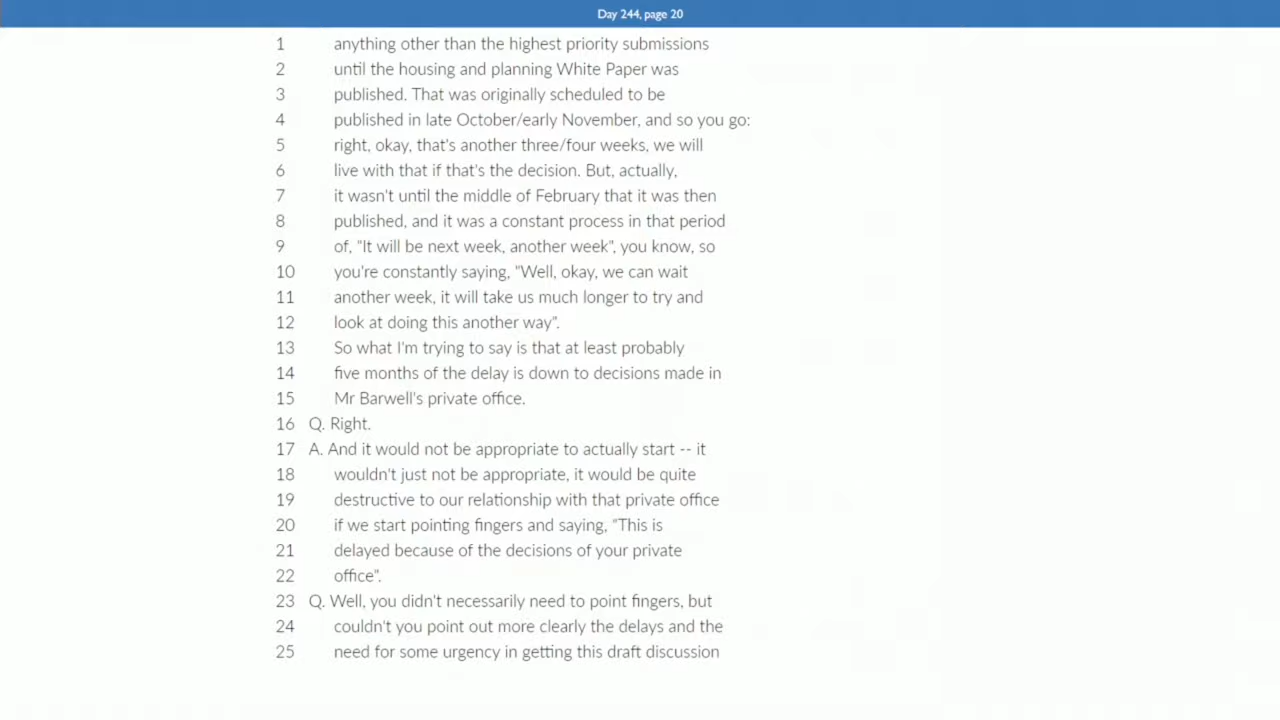 Day 244, page 20
1 anything other than the highest priority submissions
2 until the housing and planning White Paper was
3 published. That was originally scheduled to be
4 published in late October/early November, and so you go:
5 right, okay, that's another three/four weeks, we will
6 live with that if that's the decision. But, actually,
7 it wasn't until the middle of February that it was then
8 published, and it was a constant process in that period
9 of, "It will be next week, another week", you know, so
10 you're constantly saying, "Well, okay, we can wait
11 another week, it will take us much longer to try and
12 look at doing this another way".
13 So what I'm trying to say is that at least probably
14 five months of the delay is down to decisions made in
15 Mr Barwell's private office.
16 Q. Right.
17 A. And it would not be appropriate to actually start -- it
18 wouldn't just not be appropriate, it would be quite
19 destructive to our relationship with that private office
20 if we start pointing fingers and saying, "This is
21 delayed because of the decisions of your private
22 office".
23 Q. Well, you didn't necessarily need to point fingers, but
24 couldn't you point out more clearly the delays and the
25 need for some urgency in getting this draft discussion